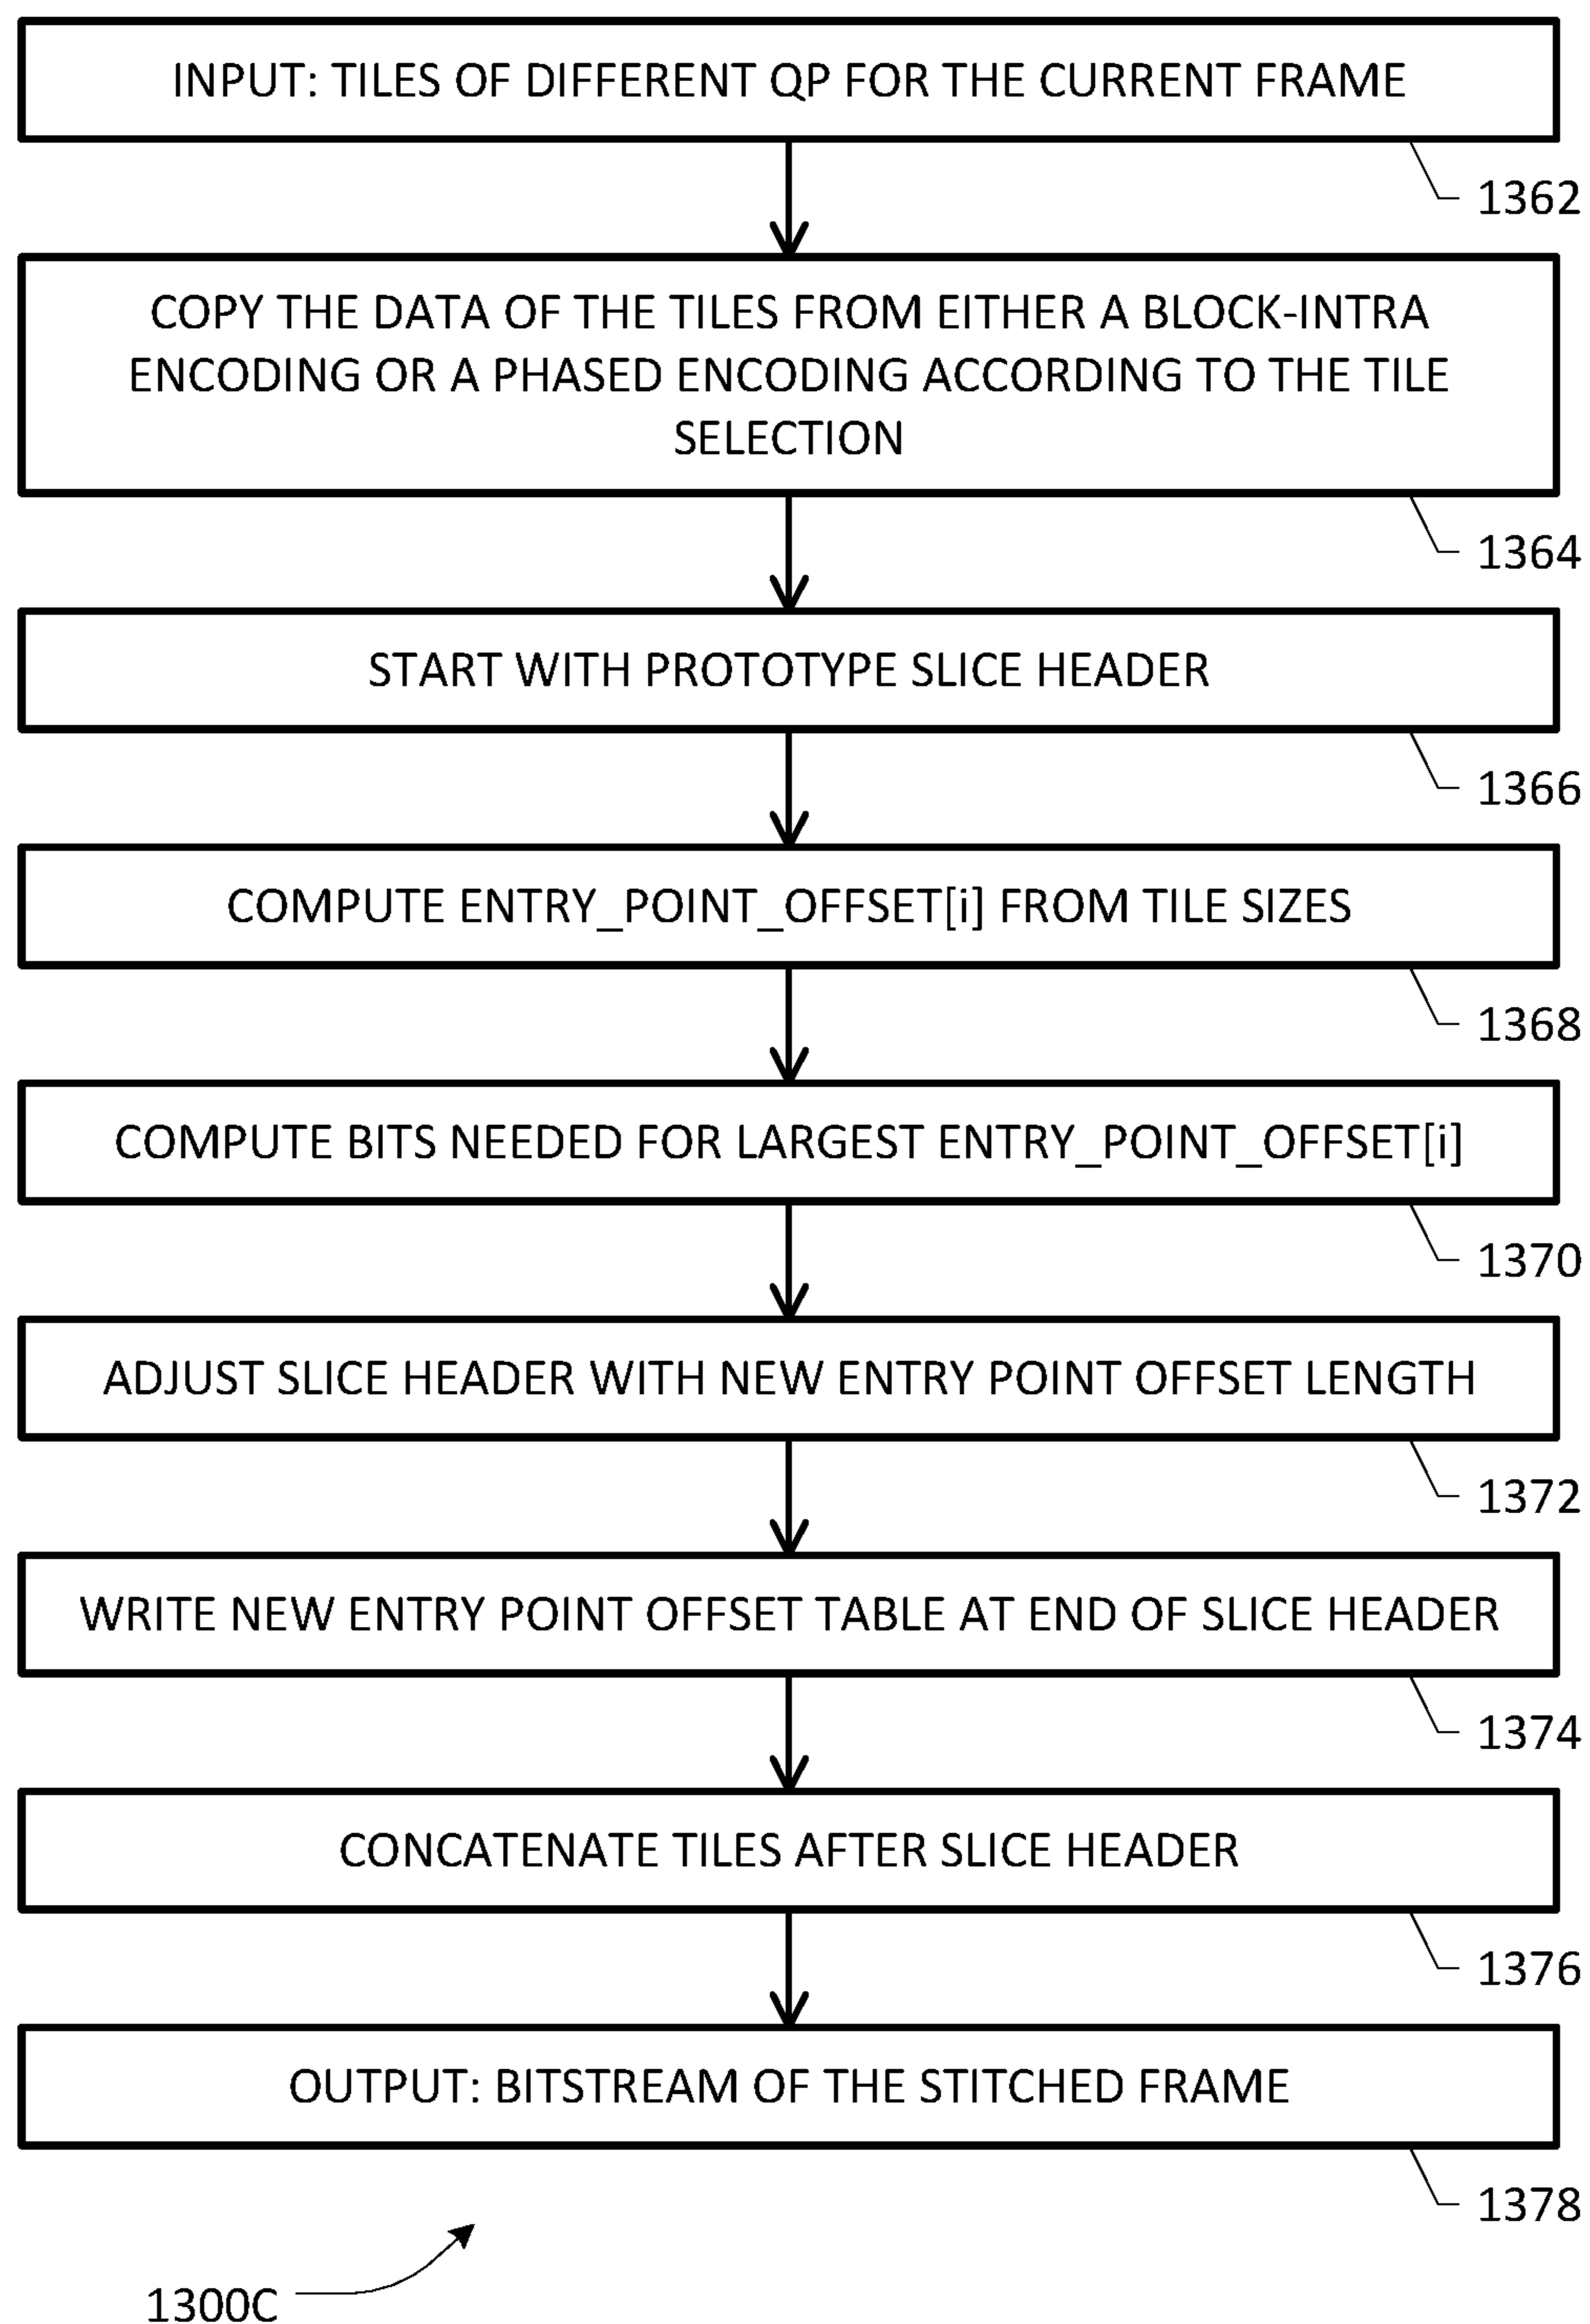 INPUT: TILES OF DIFFERENT QP FOR THE CURRENT FRAME
1362
COPY THE DATA OF THE TILES FROM EITHER A BLOCK-INTRA
ENCODING OR A PHASED ENCODING ACCORDING TO THE TILE
SELECTION
1364
START WITH PROTOTYPE SLICE HEADER
1366
COMPUTE ENTRY_POINT_OFFSET[i] FROM TILE SIZES
1368
COMPUTE BITS NEEDED FOR LARGEST ENTRY_POINT_OFFSET[i]
1370
ADJUST SLICE HEADER WITH NEW ENTRY POINT OFFSET LENGTH
1372
WRITE NEW ENTRY POINT OFFSET TABLE AT END OF SLICE HEADER
1374
CONCATENATE TILES AFTER SLICE HEADER
1376
OUTPUT: BITSTREAM OF THE STITCHED FRAME
1378
1300C